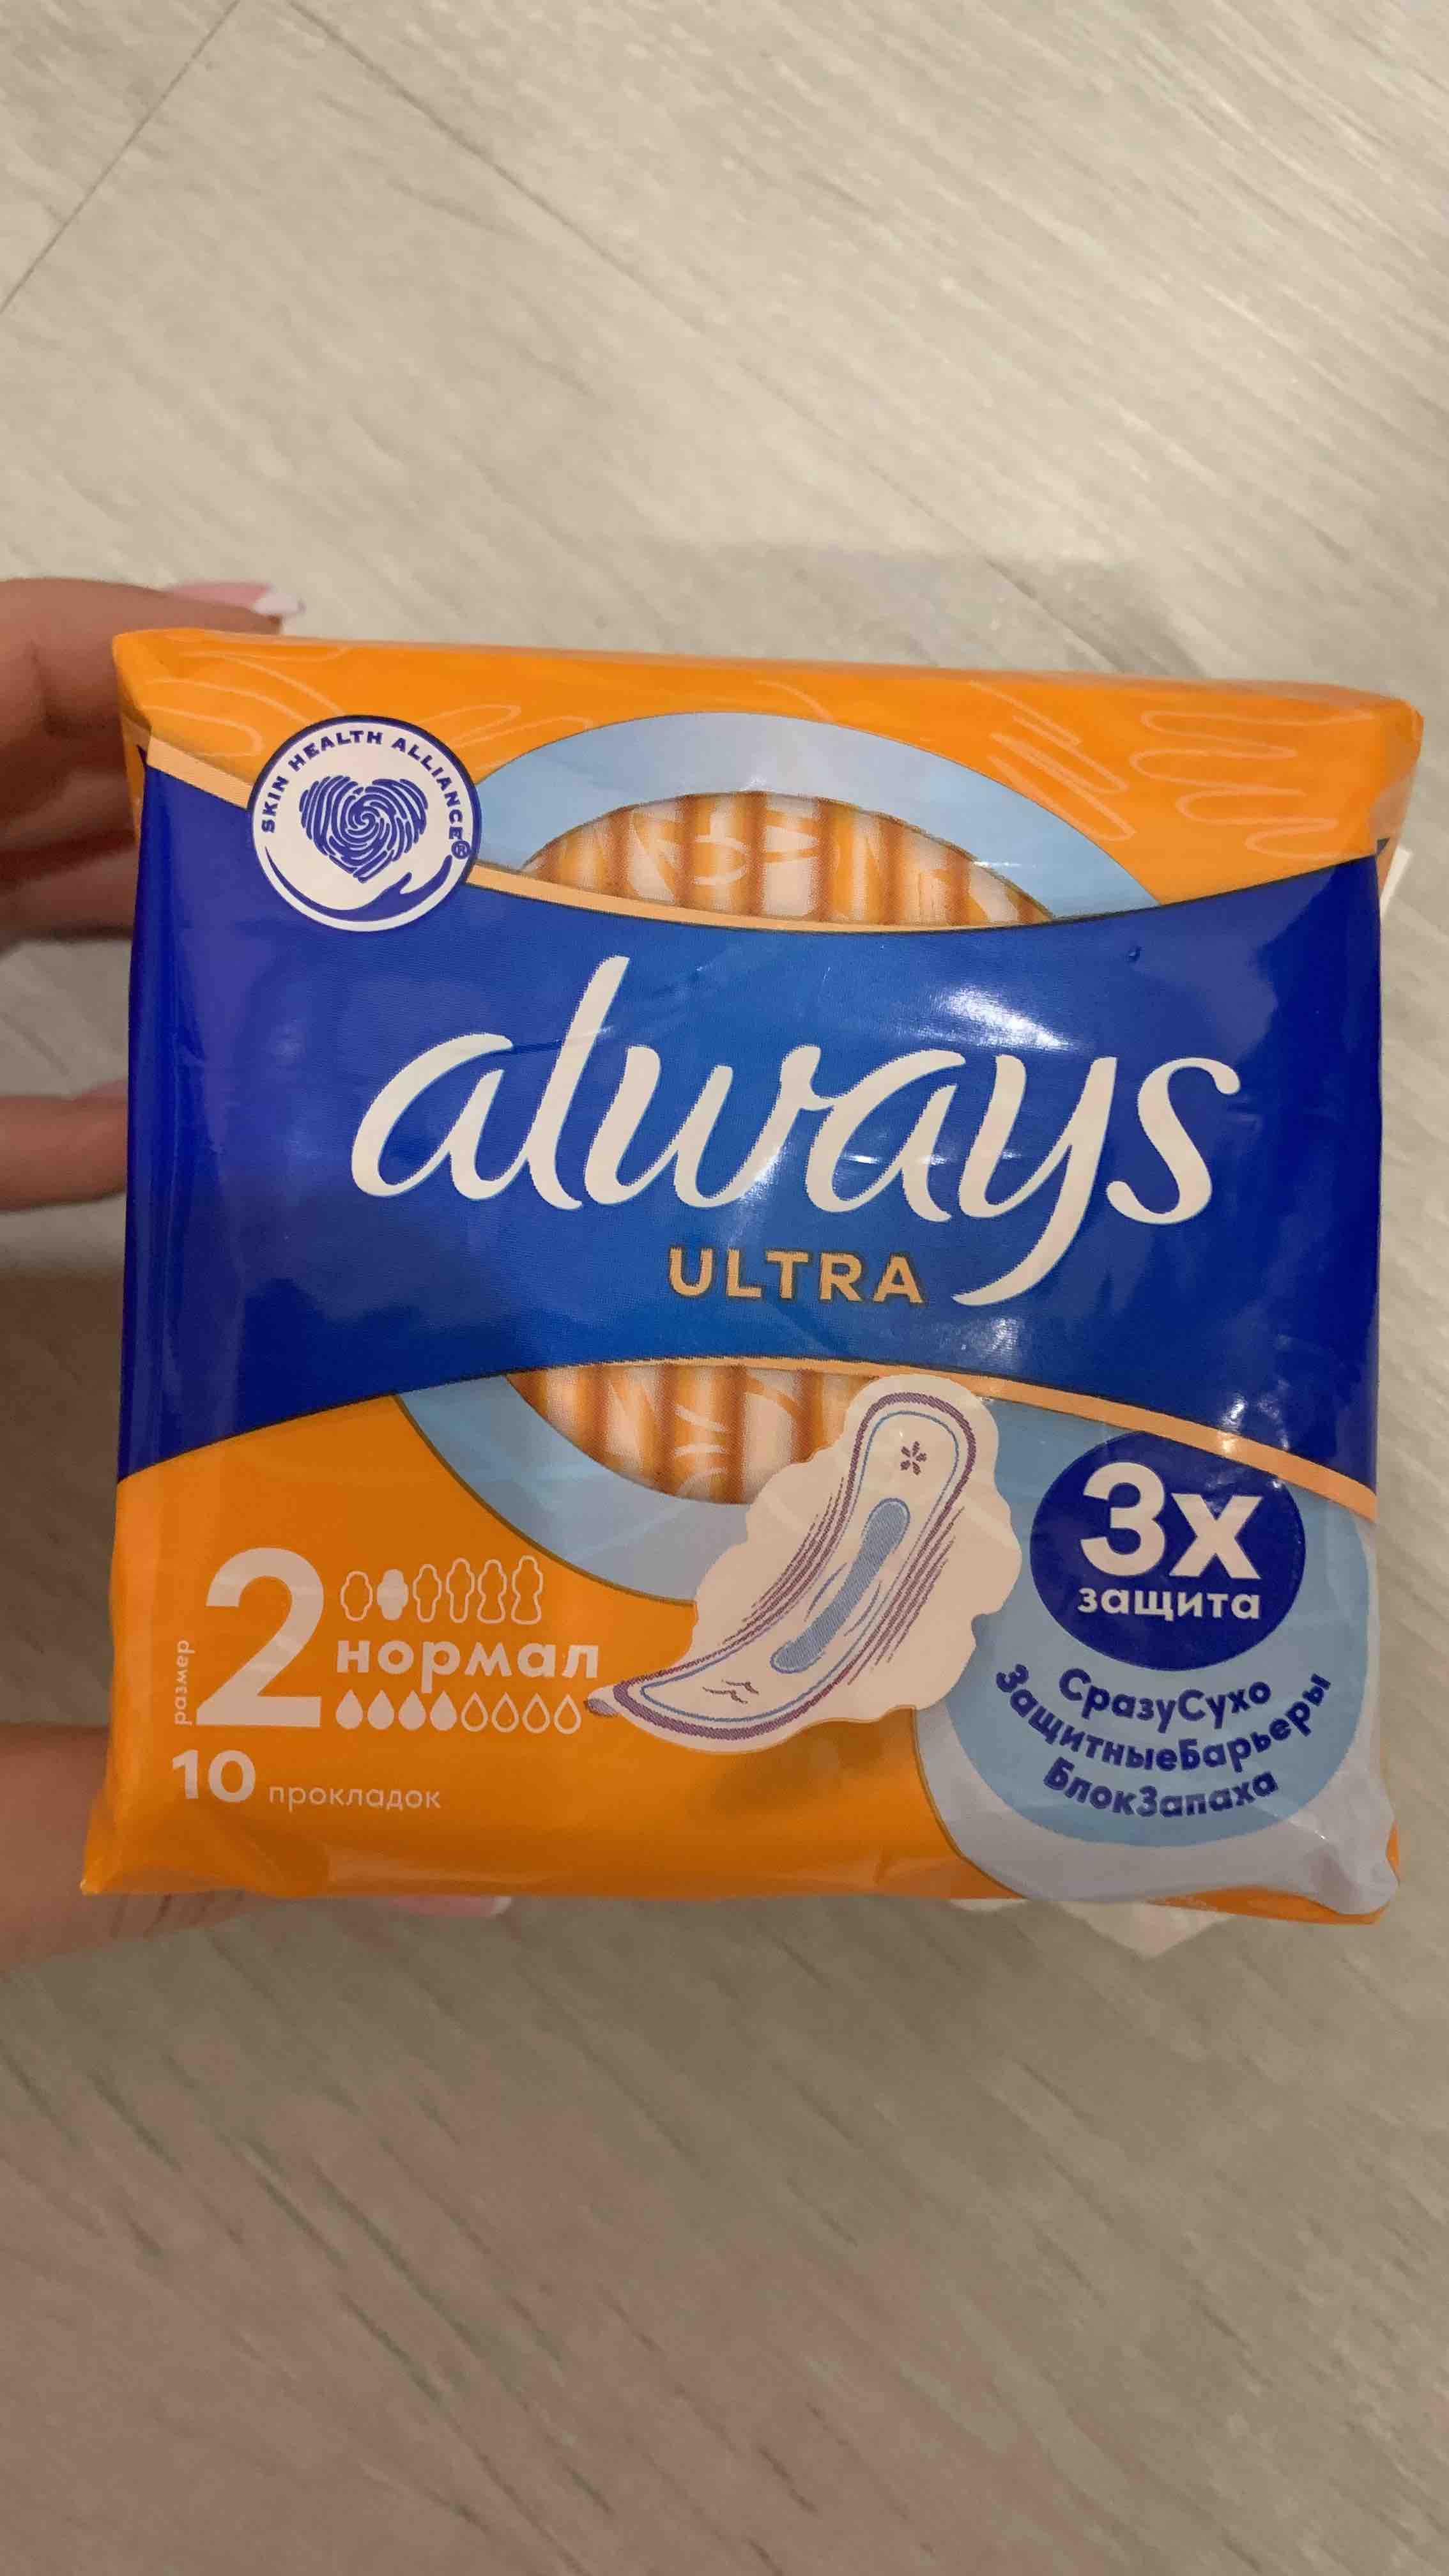 SKIN HEALTH ALLIANCE®
always
ULTRA
3x
защита
СразуСухо
ЗащитныеБарьеры
БлокЗапаха
размер
2
нормал
10 прокладок